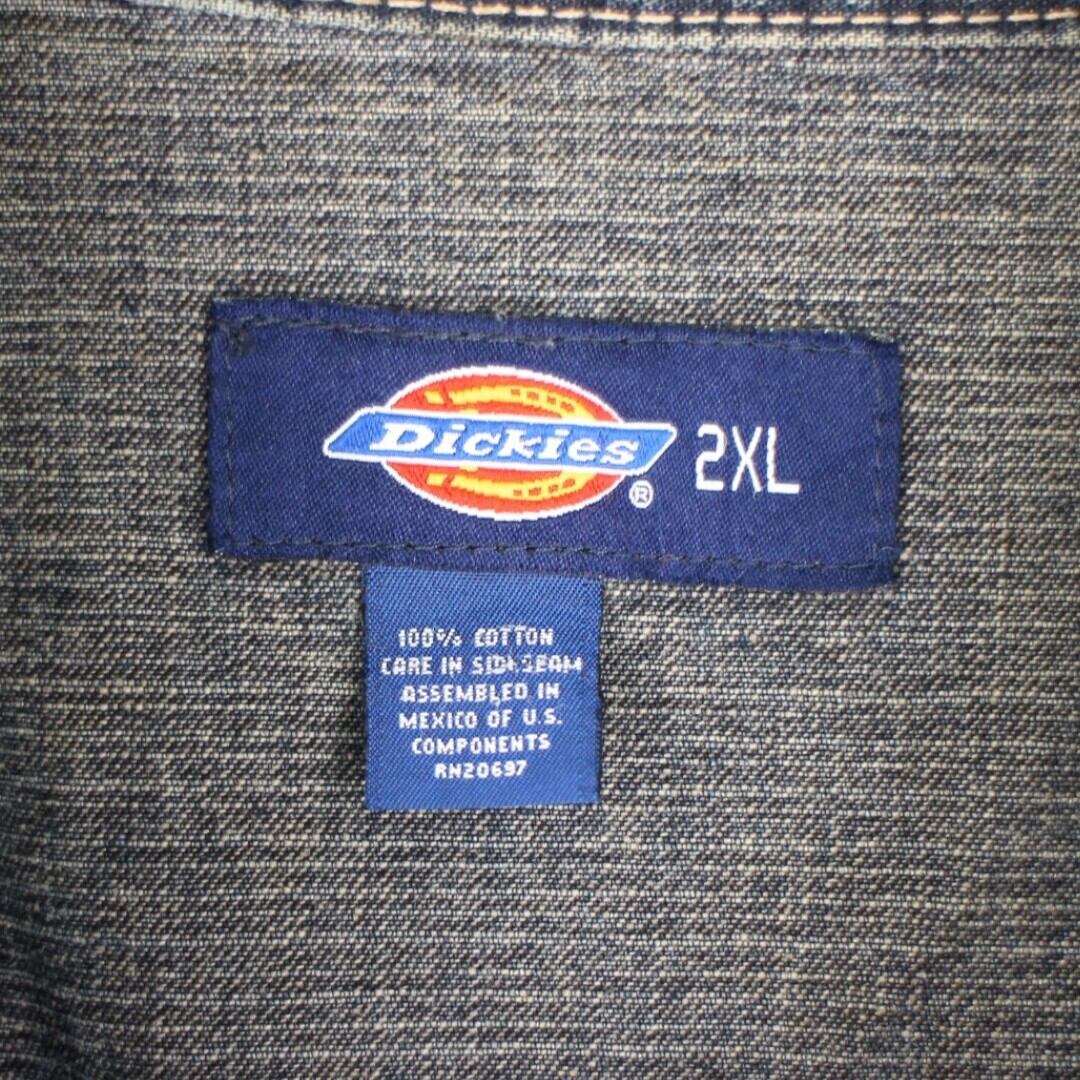 Dickies® 2XL
100% COTTON
CARE IN SIDESEAM
ASSEMBLED IN
MEXICO OF U.S.
COMPONENTS
RN20697